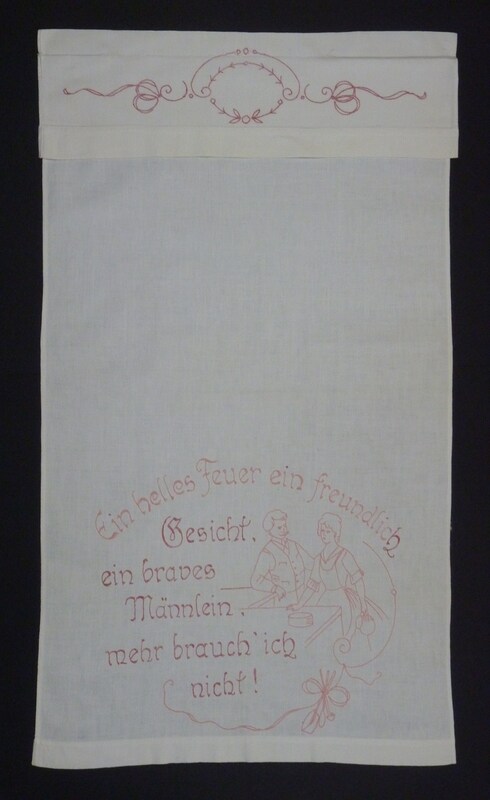 Ein helles Feuer ein freundlich
Gesicht,
ein braves
Männlein,
mehr brauch' ich
nicht!